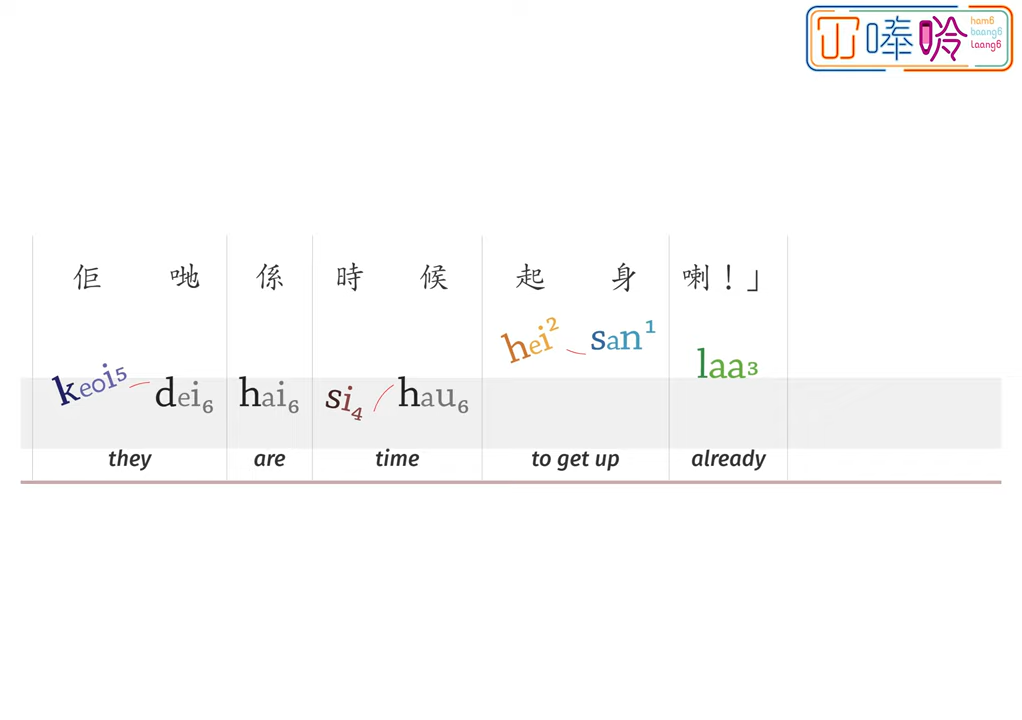 冚唪唥
ham6
baang6
laang6
佢哋係時候起身喇！」
keoi5 dei6 hai6 si4 hau6 hei2 san1 laa3
they are time to get up already